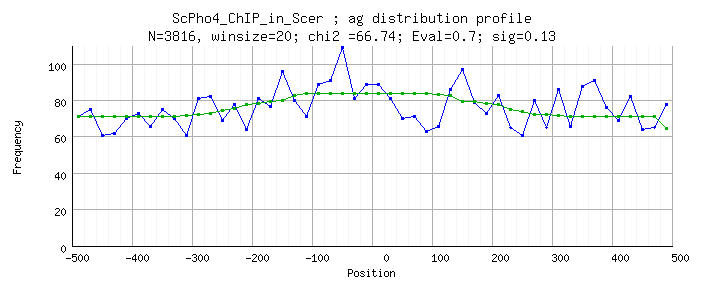 ScPho4_ChIP_in_Scer ; ag distribution profile
N=3816, winsize=20; chi2 =66.74; Eval=0.7; sig=0.13
100
80
60
40
20
0
Frequency
-500 -400 -300 -200 -100 0 100 200 300 400 500
Position